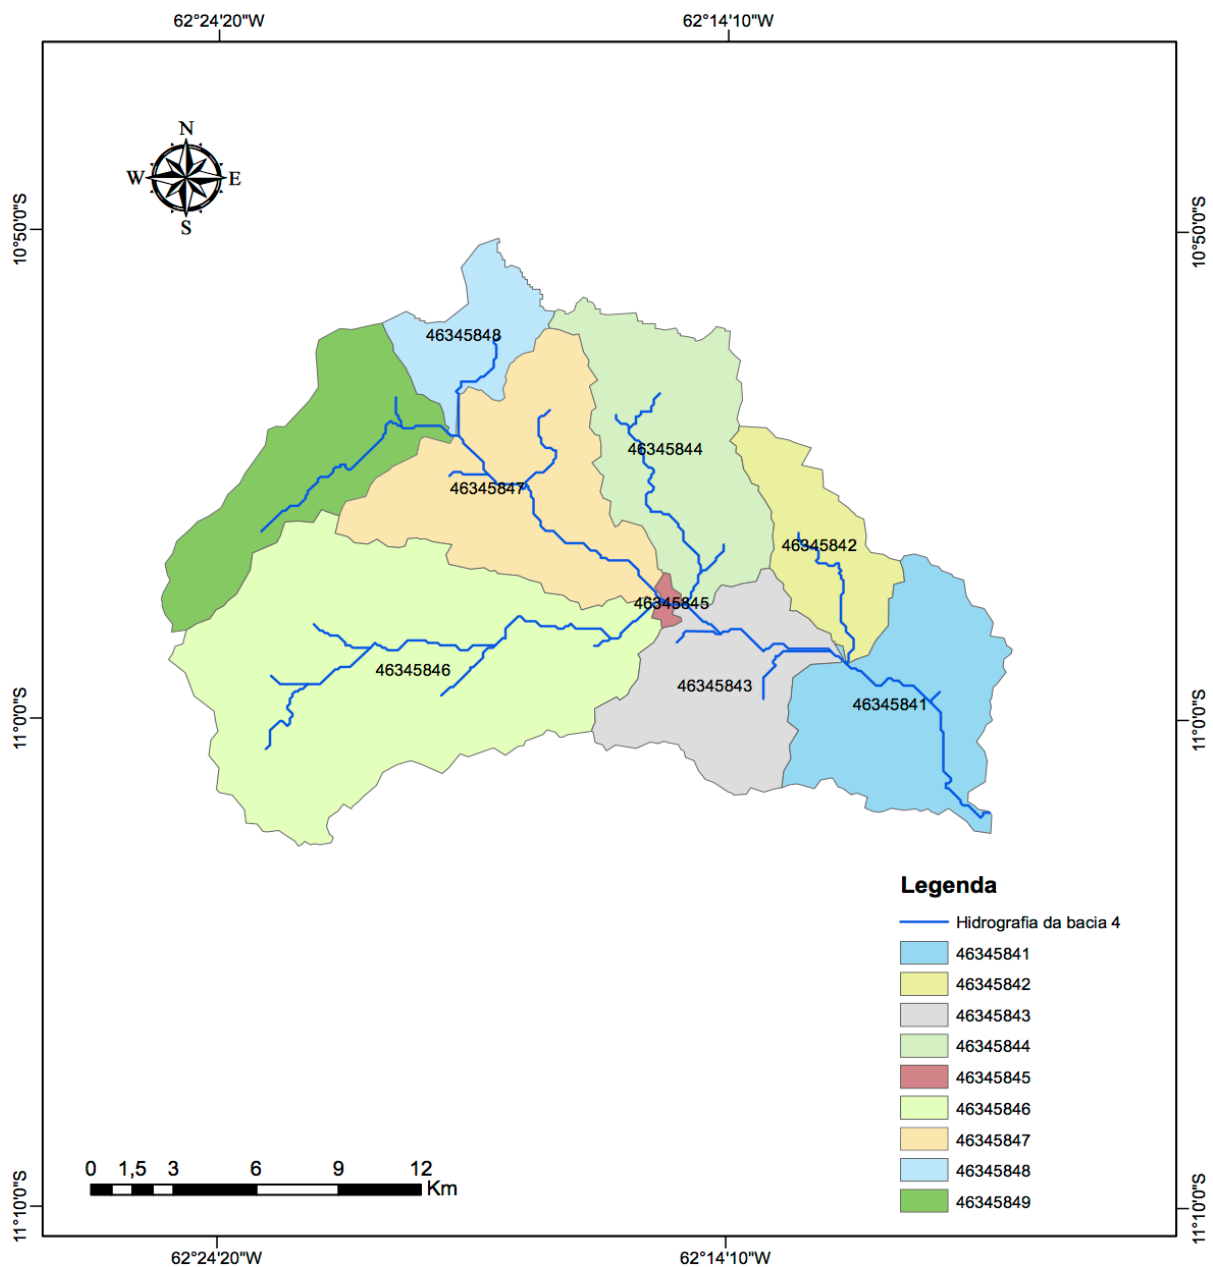 62°24'20"W 62°14'10"W
N
W E
S
10°50'0"S 10°50'0"S
46345848
46345844
46345847
46345842
46345845
46345846
46345843
46345841
11°0'0"S 11°0'0"S
Legenda
Hidrografia da bacia 4
46345841
46345842
46345843
46345844
46345845
46345846
46345847
46345848
46345849
0 1,5 3 6 9 12
Km
11°10'0"S 11°10'0"S
62°24'20"W 62°14'10"W